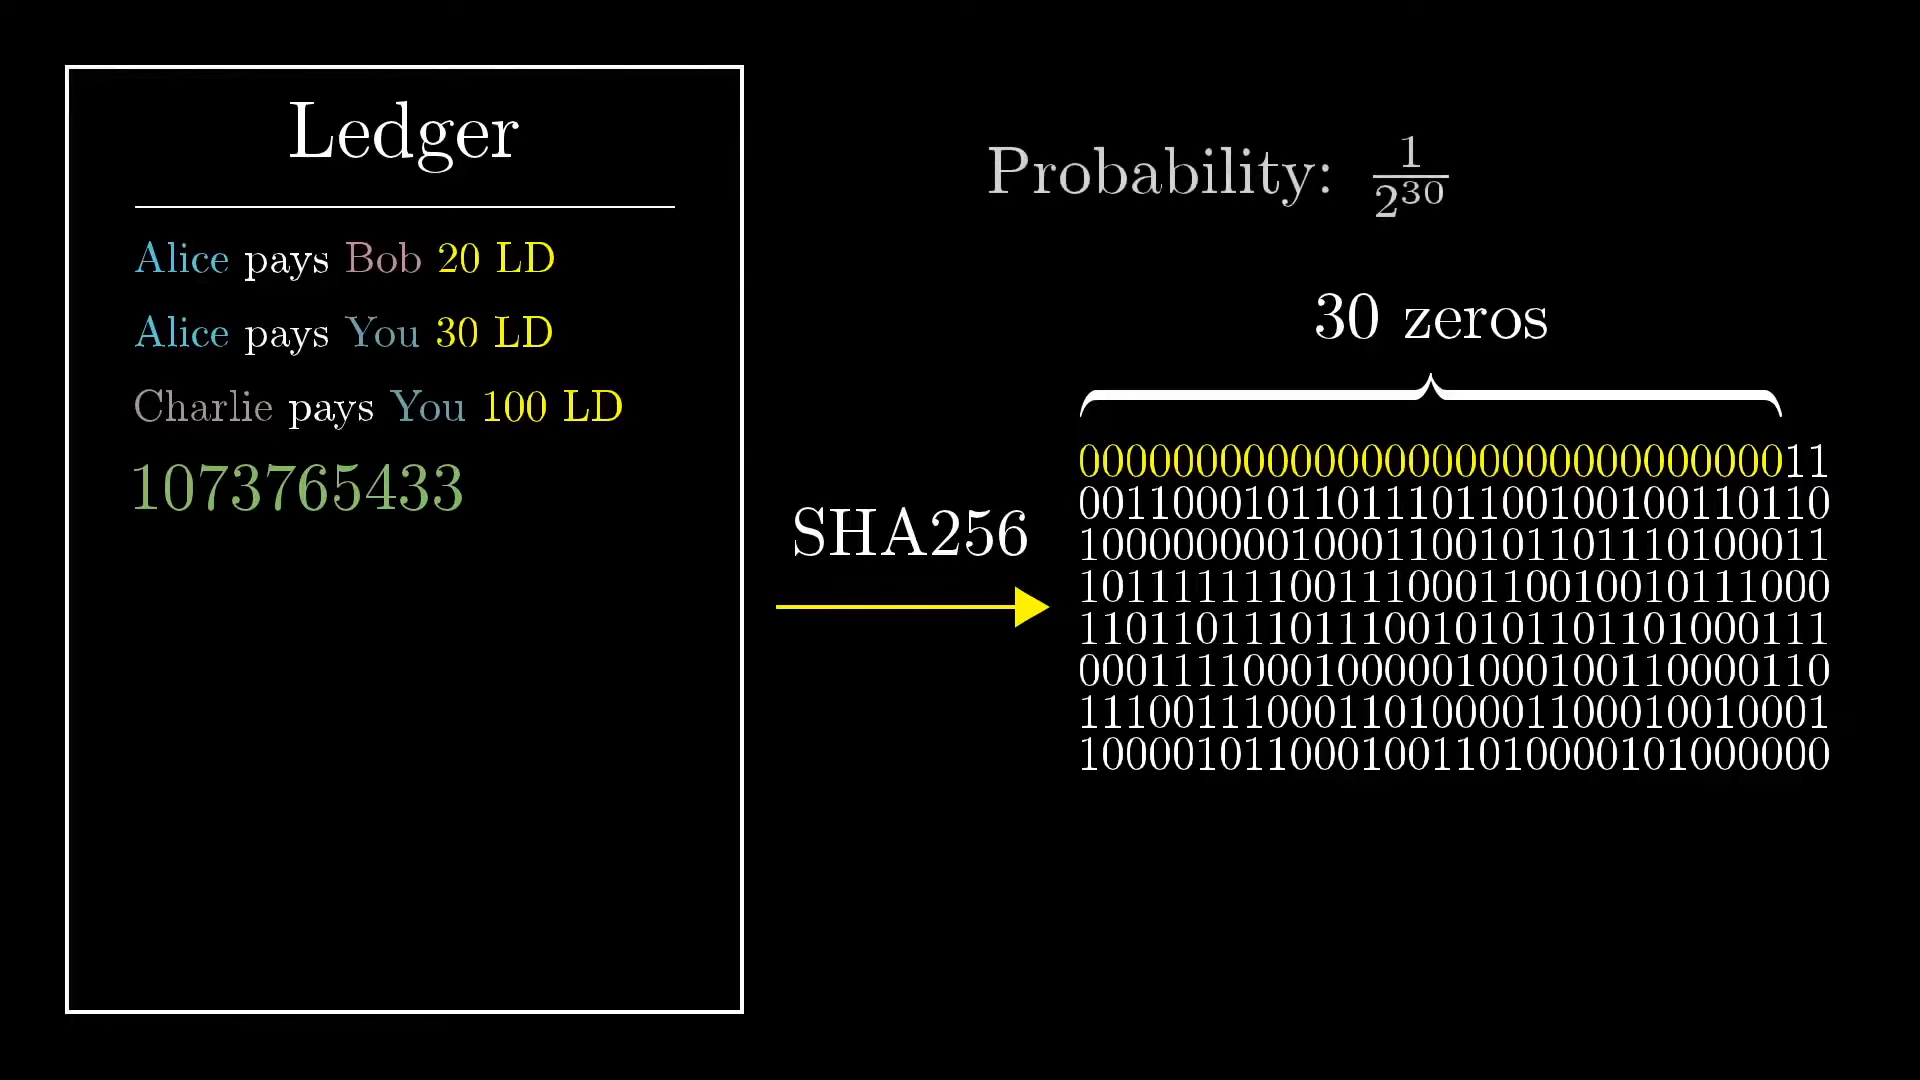 Ledger
Alice pays Bob 20 LD
Alice pays You 30 LD
Charlie pays You 100 LD
1073765433
SHA256
Probability: 1/2^30
30 zeros
00000000000000000000000000000011
00110001011011101100100100110110
10000000010001100101101110100011
10111111100111000110010010111000
11011011101110010101101101000111
00011110001000001000100110000110
11100111000110100001100010010001
10000101100010011010000101000000